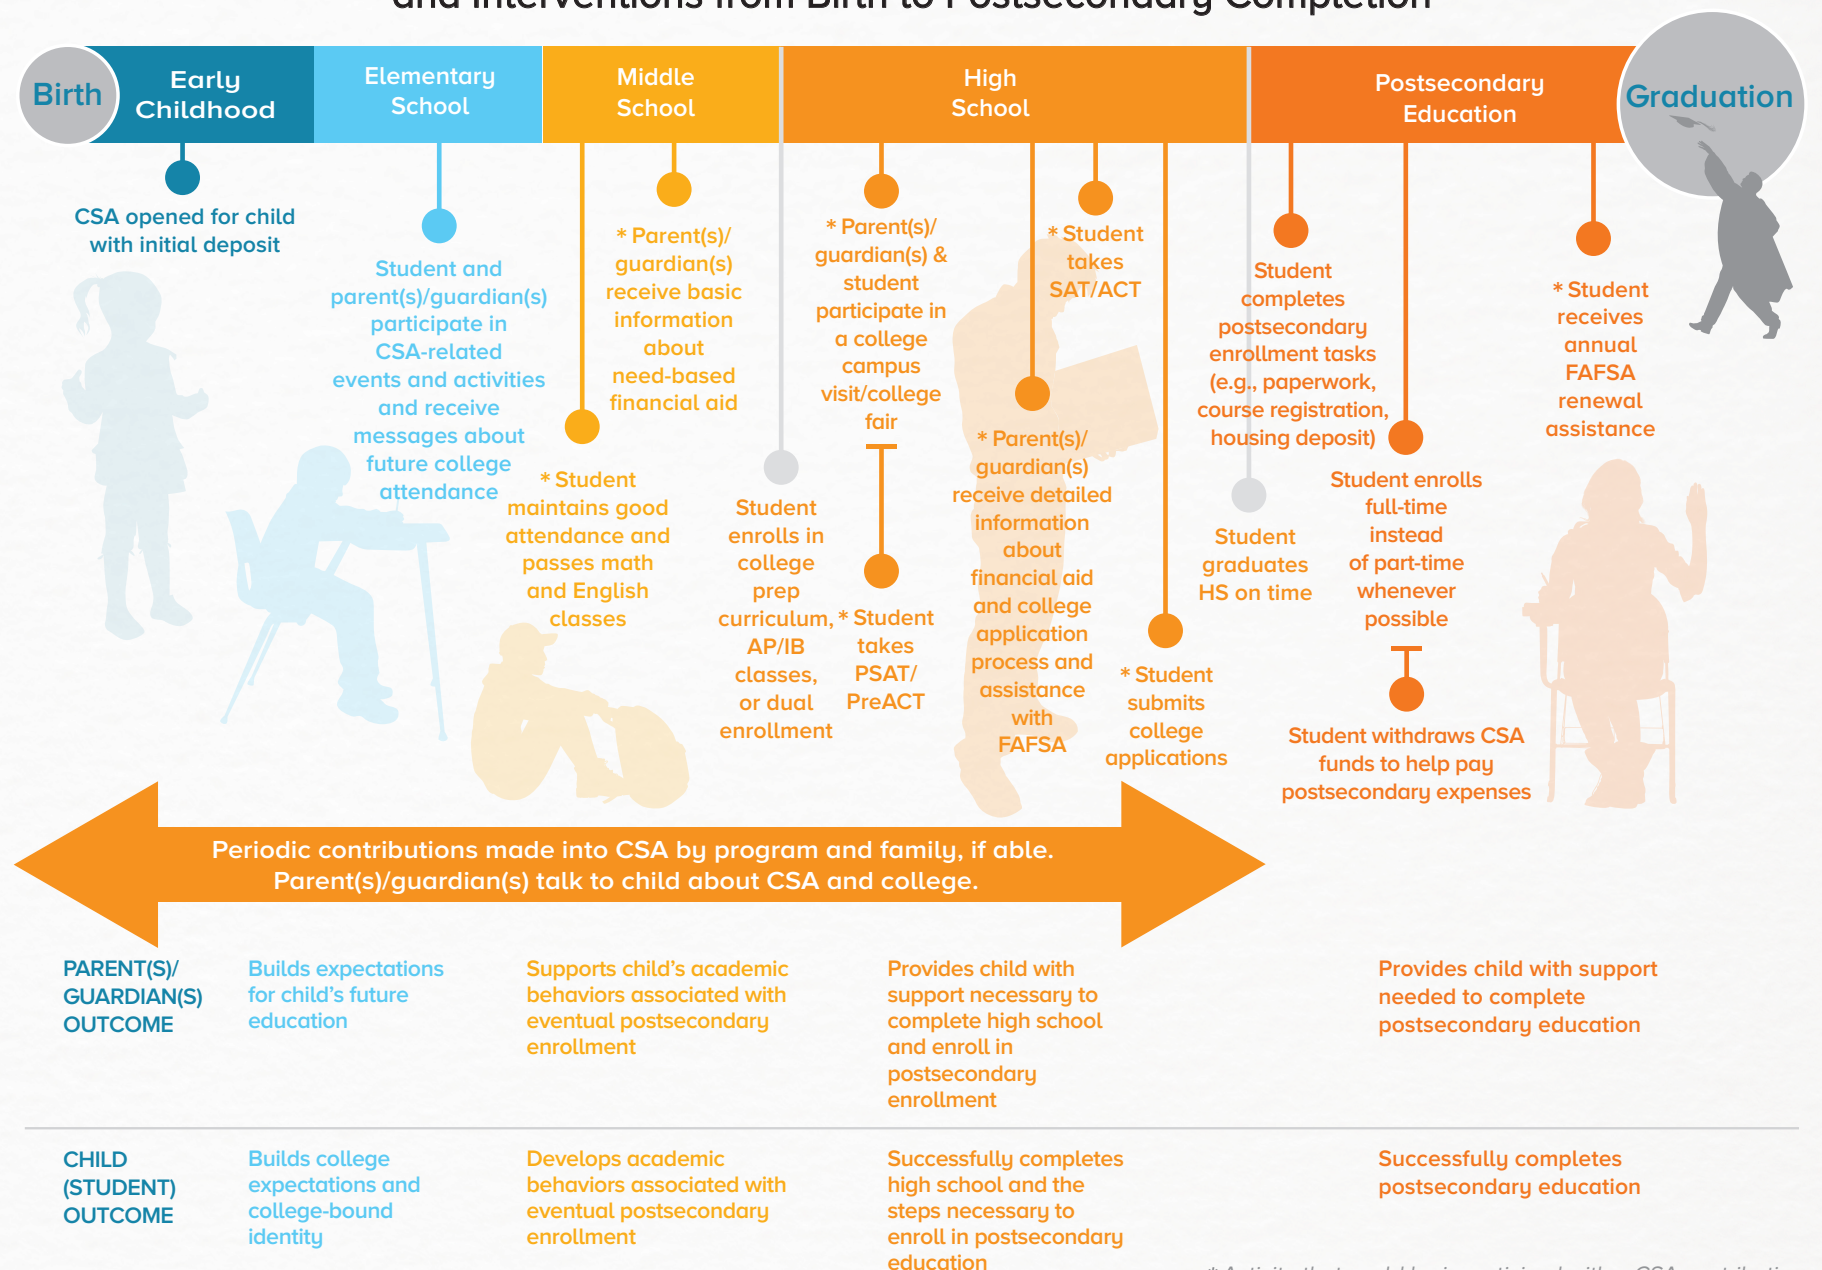 and Interventions from Birth to Postsecondary Completion
Birth
Early
Childhood
Elementary
School
Middle
School
High
School
Postsecondary
Education
Graduation
CSA opened for child
with initial deposit
Student and
parent(s)/guardian(s)
participate in
CSA-related
events and activities
and receive
messages about
future college
attendance
* Student
maintains good
attendance and
passes math
and English
classes
* Parent(s)/
guardian(s)
receive basic
information
about
need-based
financial aid
Student
enrolls in
college
prep
curriculum,
AP/IB
classes,
or dual
enrollment
* Parent(s)/
guardian(s) &
student
participate in
a college
campus
visit/college
fair
* Student
takes
PSAT/
PreACT
* Parent(s)/
guardian(s)
receive detailed
information
about
financial aid
and college
application
process and
assistance
with
FAFSA
* Student
takes
SAT/ACT
* Student
submits
college
applications
Student
graduates
HS on time
Student
completes
postsecondary
enrollment tasks
(e.g., paperwork,
course registration,
housing deposit)
Student enrolls
full-time
instead
of part-time
whenever
possible
Student withdraws CSA
funds to help pay
postsecondary expenses
* Student
receives
annual
FAFSA
renewal
assistance
Periodic contributions made into CSA by program and family, if able.
Parent(s)/guardian(s) talk to child about CSA and college.
PARENT(S)/
GUARDIAN(S)
OUTCOME
Builds expectations
for child's future
education
Supports child's academic
behaviors associated with
eventual postsecondary
enrollment
Provides child with
support necessary to
complete high school
and enroll in
postsecondary
enrollment
Provides child with support
needed to complete
postsecondary education
CHILD
(STUDENT)
OUTCOME
Builds college
expectations and
college-bound
identity
Develops academic
behaviors associated with
eventual postsecondary
enrollment
Successfully completes
high school and the
steps necessary to
enroll in postsecondary
education
Successfully completes
postsecondary education